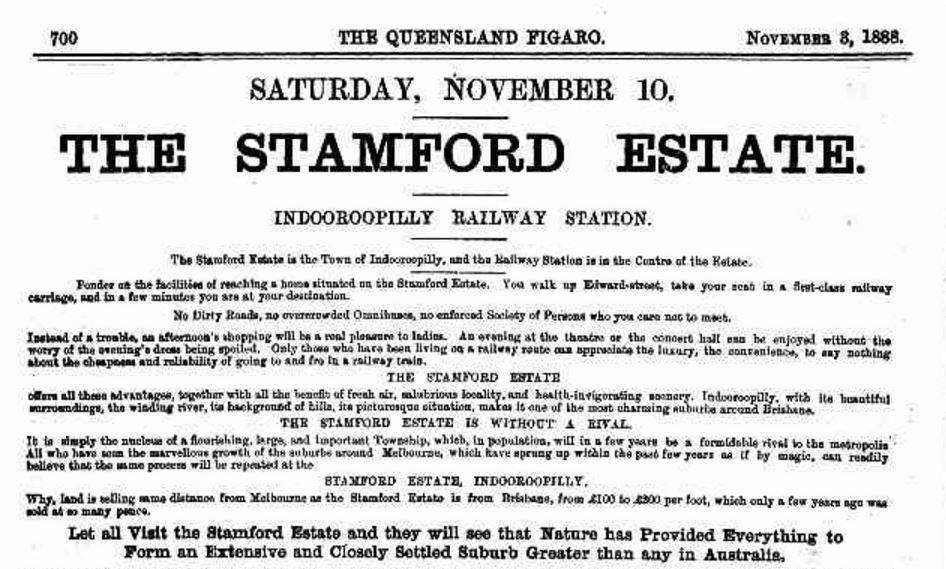 700 THE QUEENSLAND FIGARO. NOVEMBER 3, 1888.
SATURDAY, NOVEMBER 10.
THE STAMFORD ESTATE.
INDOOROOPILLY RAILWAY STATION.
The Stamford Estate is the Town of Indooroopilly, and the Railway Station is in the Centre of the Estate.
Ponder on the facilities of reaching a home situated on the Stamford Estate. You walk up Edward-street, take your seat in a first-class railway
carriage, and in a few minutes you are at your destination.
No Dirty Roads, no overcrowded Omnibuses, no enforced Society of Persons who you care not to meet.
Instead of a trouble, an afternoon's shopping will be a real pleasure to ladies. An evening at the theatre or the concert hall can be enjoyed without the
worry of the evening's dress being spoiled. Only those who have been living on a railway route can appreciate the luxury, the convenience, to say nothing
about the cheapness and reliability of going to and fro in a railway train.
THE STAMFORD ESTATE
offers all these advantages, together with all the benefit of fresh air, salubrious locality, and health-invigorating scenery. Indooroopilly, with its beautiful
surroundings, the winding river, its background of hills, its picturesque situation, makes it one of the most charming suburbs around Brisbane.
THE STAMFORD ESTATE IS WITHOUT A RIVAL.
It is simply the nucleus of a flourishing, large, and important Township, which, in population, will in a few years be a formidable rival to the metropolis
All who have seen the marvellous growth of the suburbs around Melbourne, which have sprung up within the past few years as if by magic, can readily
believe that the same process will be repeated at the
STAMFORD ESTATE, INDOOROOPILLY.
Why, land is selling same distance from Melbourne as the Stamford Estate is from Brisbane, from £100 to £200 per foot, which only a few years ago was
sold at so many pence.
Let all Visit the Stamford Estate and they will see that Nature has Provided Everything to
Form an Extensive and Closely Settled Suburb Greater than any in Australia.